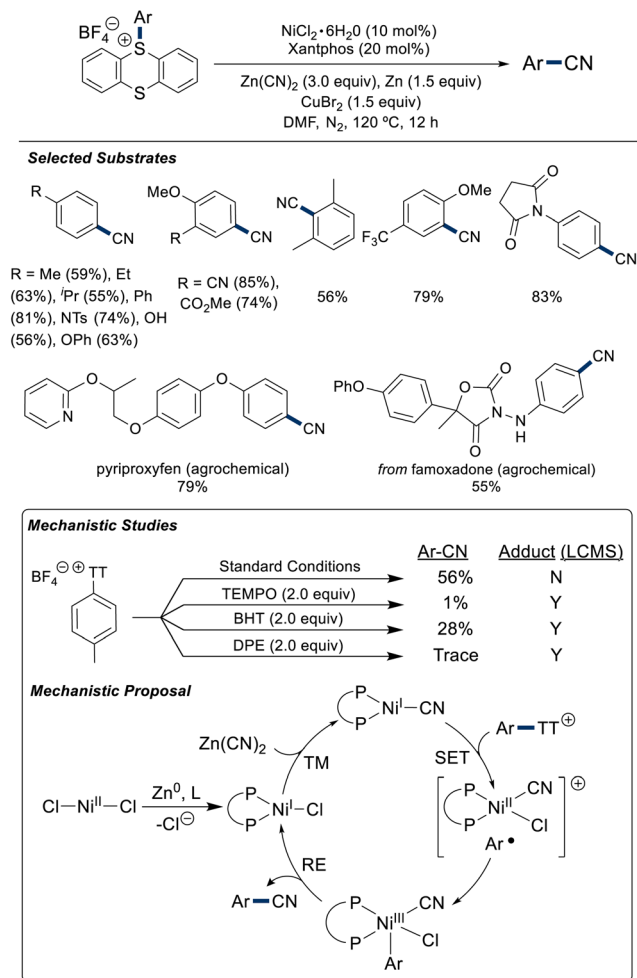 Ar
BF4⊖
⊕
S
S
NiCl2•6H20 (10 mol%)
Xantphos (20 mol%)
Zn(CN)2 (3.0 equiv), Zn (1.5 equiv)
CuBr2 (1.5 equiv)
DMF, N2, 120 ºC, 12 h
Ar—CN
Selected Substrates
R
CN
R = Me (59%), Et
(63%), iPr (55%), Ph
(81%), NTs (74%), OH
(56%), OPh (63%)
MeO
R
CN
R = CN (85%),
CO2Me (74%)
NC
56%
OMe
F3C
CN
79%
O
N
O
CN
83%
O
N
O
O
CN
pyriproxyfen (agrochemical)
79%
PhO
O
O
N
N
H
O
CN
from famoxadone (agrochemical)
55%
Mechanistic Studies
BF4⊖ ⊕TT
Ar-CN Adduct (LCMS)
Standard Conditions 56% N
TEMPO (2.0 equiv) 1% Y
BHT (2.0 equiv) 28% Y
DPE (2.0 equiv) Trace Y
Mechanistic Proposal
Cl—NiII—Cl
Zn0, L
-Cl⊖
P
P
NiI—Cl
Zn(CN)2
TM
P
P
NiI—CN
Ar—TT⊕
SET
P
P
NiII
CN
Cl
⊕
Ar•
P
P
NiIII
CN
Cl
Ar
RE
Ar—CN